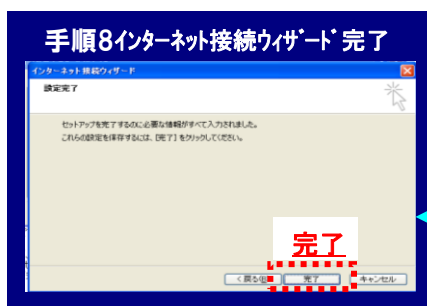 手順8インターネット接続ウィザード完了
インターネット接続ウィザード
設定完了
セットアップを完了するのに必要な情報がすべて入力されました。
これらの設定を保存するには、[完了] をクリックしてください。
完了
< 戻る(B)
完了
キャンセル